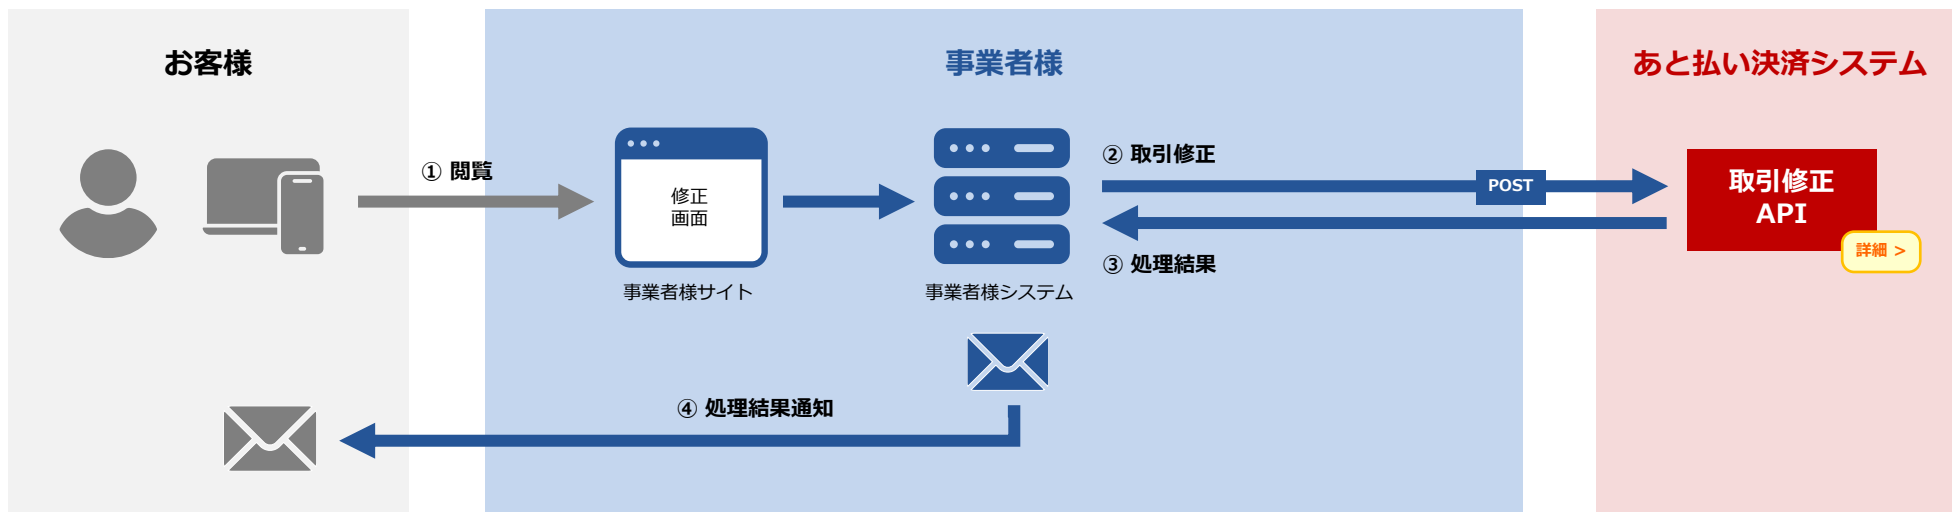 お客様
事業者様
あと払い決済システム
① 閲覧
修正
画面
事業者様サイト
事業者様システム
② 取引修正
POST
③ 処理結果
取引修正
API
詳細 >
④ 処理結果通知